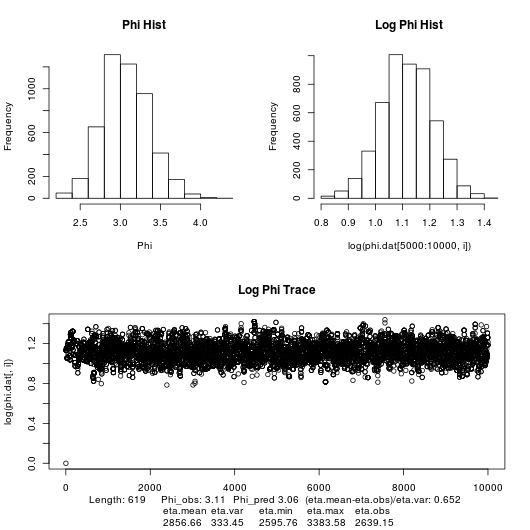 Phi Hist
Log Phi Hist
Frequency
0 200 600 1000
2.5 3.0 3.5 4.0
Phi
Frequency
0 200 400 600 800
0.8 0.9 1.0 1.1 1.2 1.3 1.4
log(phi.dat[5000:10000, i])
Log Phi Trace
log(phi.dat[, i])
0.0 0.4 0.8 1.2
0 2000 4000 6000 8000 10000
Length: 619 Phi_obs: 3.11 Phi_pred 3.06 (eta.mean-eta.obs)/eta.var: 0.652
eta.mean eta.var eta.min eta.max eta.obs
2856.66 333.45 2595.76 3383.58 2639.15